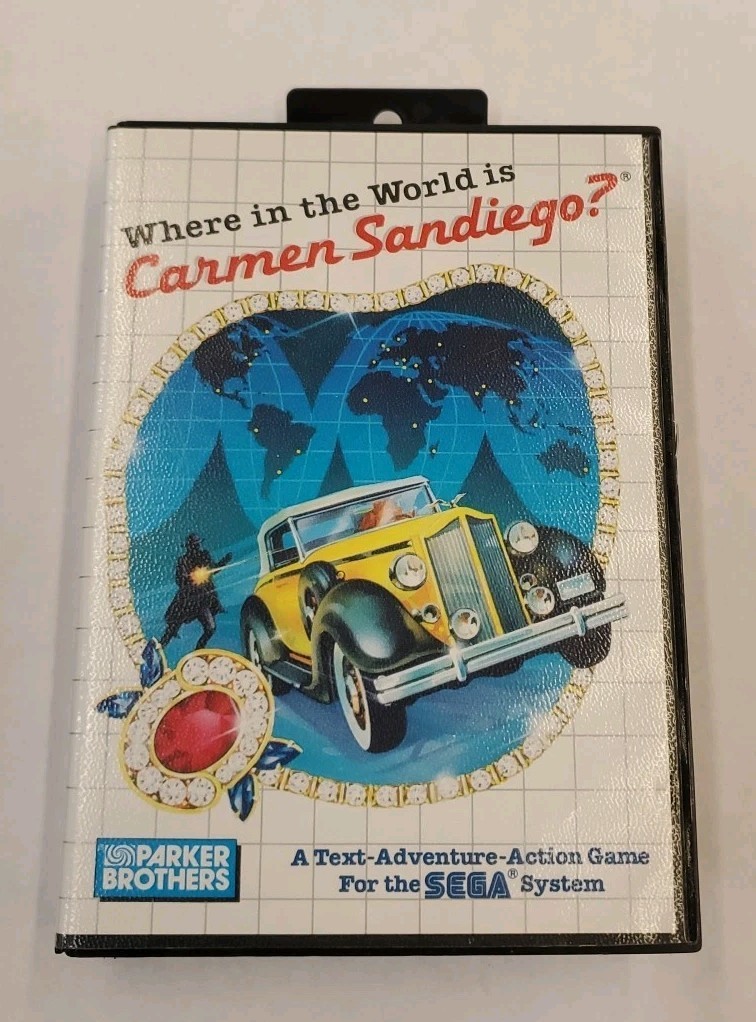 Where in the World is
Carmen Sandiego?®
PARKER
BROTHERS
A Text-Adventure-Action Game
For the SEGA® System